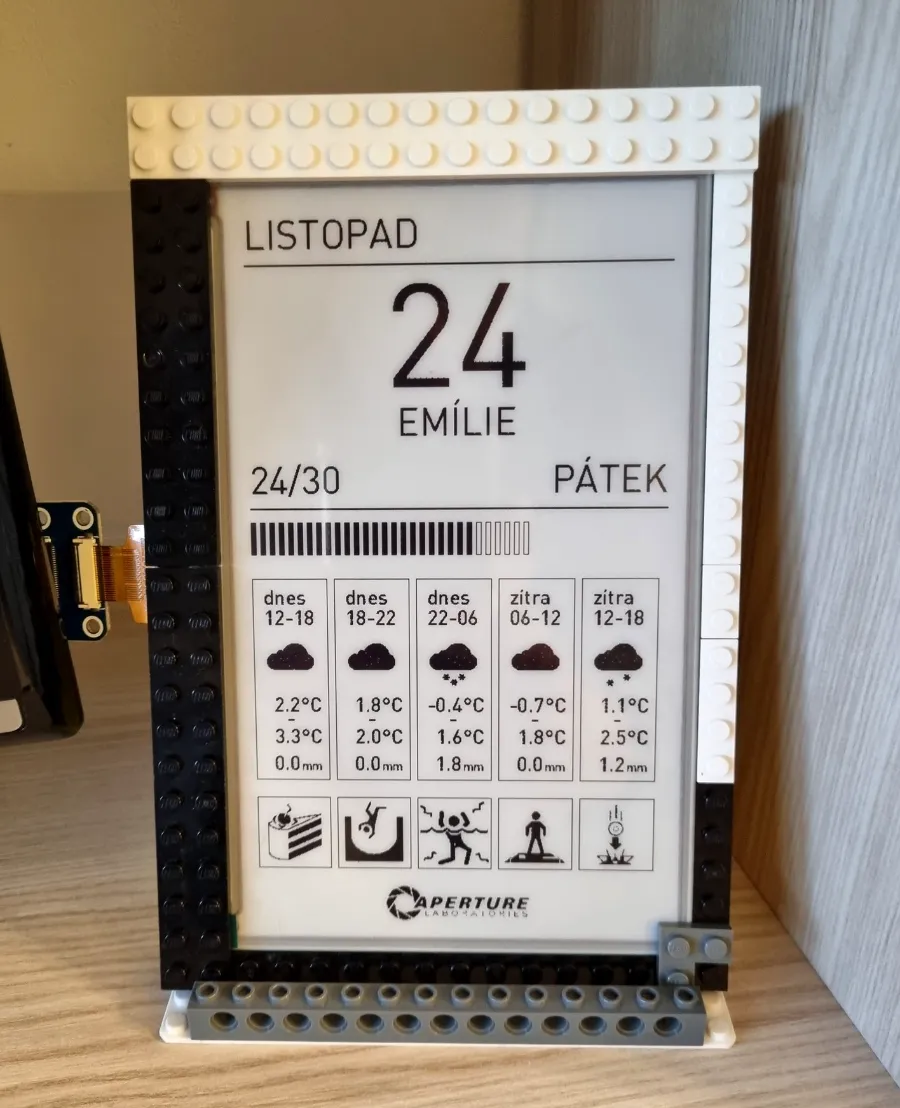 LISTOPAD
24
EMÍLIE
24/30 PÁTEK
dnes dnes dnes zítra zítra
12-18 18-22 22-06 06-12 12-18
2.2°C 1.8°C -0.4°C -0.7°C 1.1°C
- - - - -
3.3°C 2.0°C 1.6°C 1.8°C 2.5°C
0.0mm 0.0mm 1.8mm 0.0mm 1.2mm
APERTURE
LABORATORIES